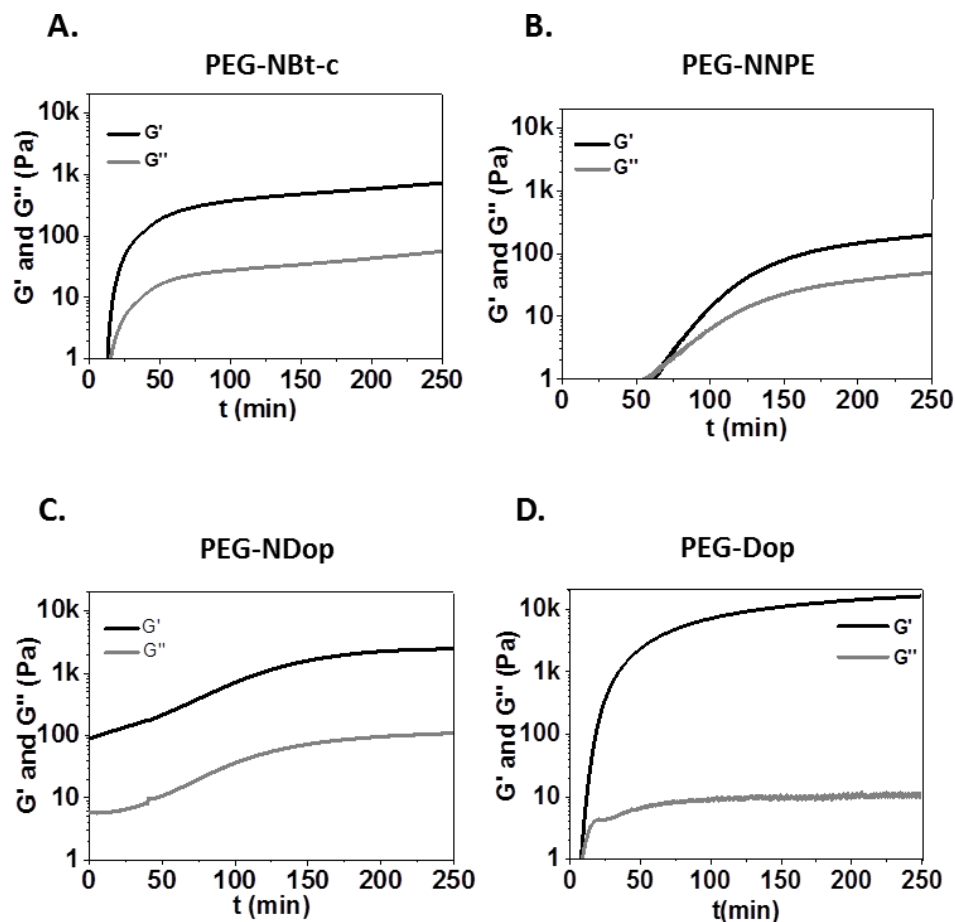 A.
PEG-NBt-c
G' and G'' (Pa)
10k
1k
100
10
1
G'
G''
0 50 100 150 200 250
t (min)
B.
PEG-NNPE
G' and G'' (Pa)
10k
1k
100
10
1
G'
G''
0 50 100 150 200 250
t (min)
C.
PEG-NDop
G' and G'' (Pa)
10k
1k
100
10
1
G'
G''
0 50 100 150 200 250
t (min)
D.
PEG-Dop
G' and G'' (Pa)
10k
1k
100
10
1
G'
G''
0 50 100 150 200 250
t(min)